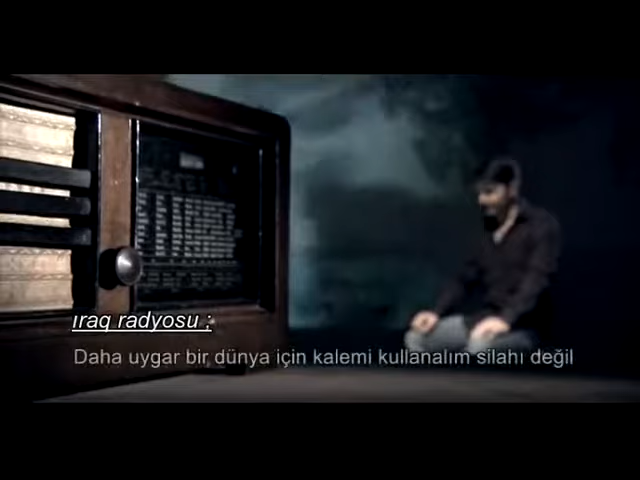 ıraq radyosu ;
Daha uygar bir dünya için kalemi kullanalım silahı değil